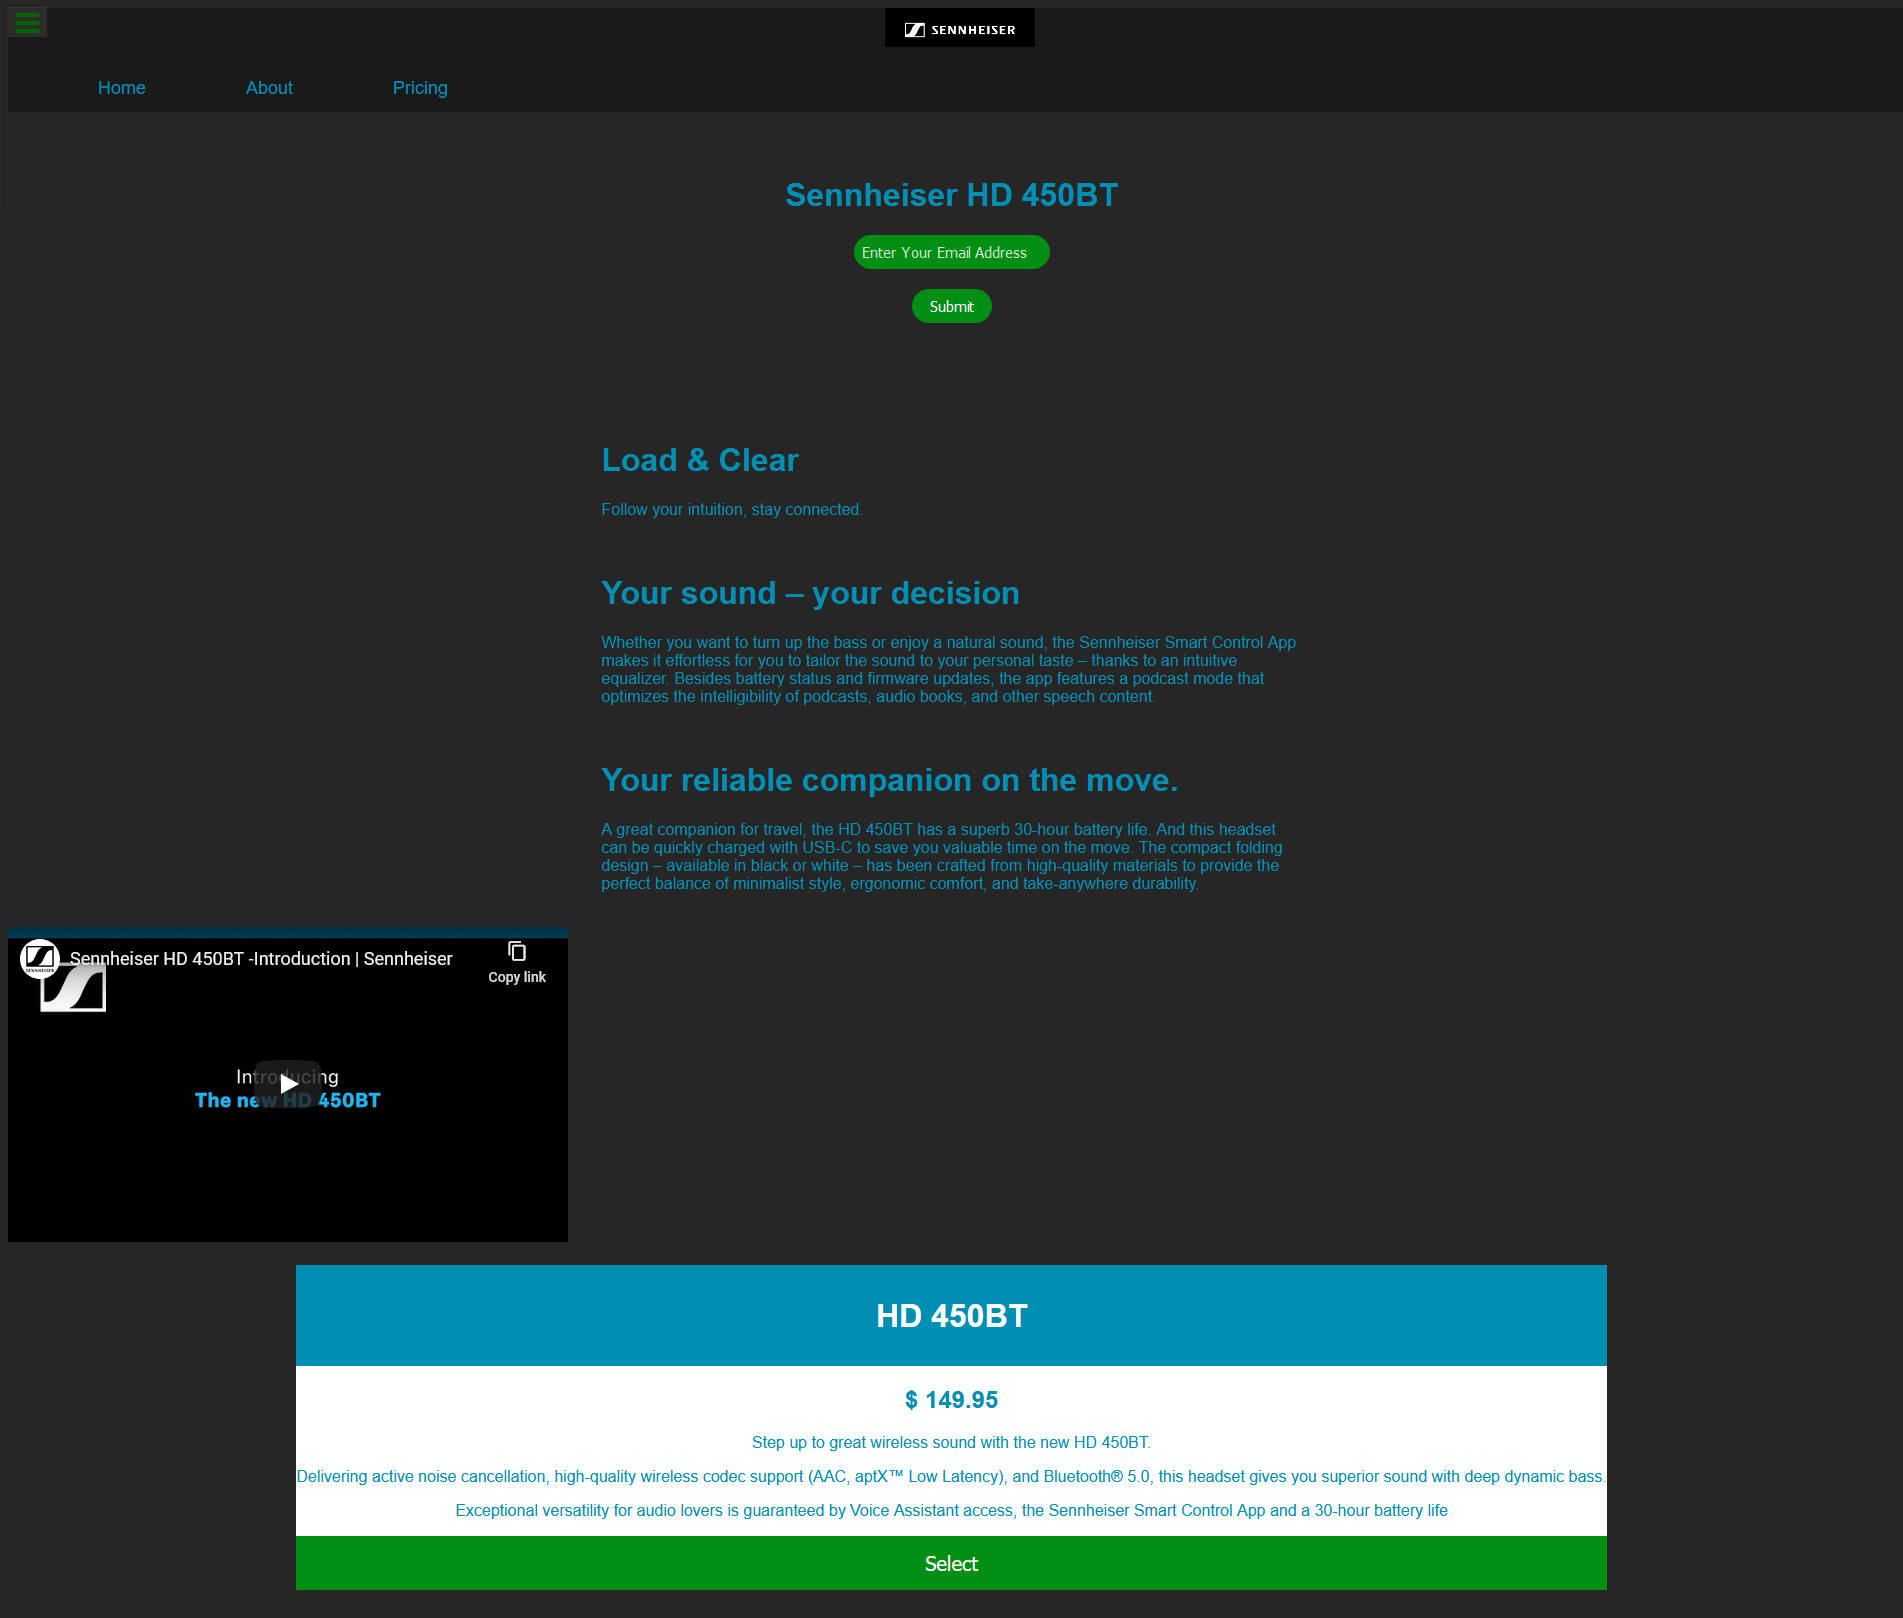 SENNHEISER
Home About Pricing
Sennheiser HD 450BT
Enter Your Email Address
Submit
Load & Clear
Follow your intuition, stay connected.
Your sound – your decision
Whether you want to turn up the bass or enjoy a natural sound, the Sennheiser Smart Control App
makes it effortless for you to tailor the sound to your personal taste – thanks to an intuitive
equalizer. Besides battery status and firmware updates, the app features a podcast mode that
optimizes the intelligibility of podcasts, audio books, and other speech content.
Your reliable companion on the move.
A great companion for travel, the HD 450BT has a superb 30-hour battery life. And this headset
can be quickly charged with USB-C to save you valuable time on the move. The compact folding
design – available in black or white – has been crafted from high-quality materials to provide the
perfect balance of minimalist style, ergonomic comfort, and take-anywhere durability.
SENNHEISER
Sennheiser HD 450BT -Introduction | Sennheiser
Copy link
Introducing
The new HD 450BT
HD 450BT
$ 149.95
Step up to great wireless sound with the new HD 450BT.
Delivering active noise cancellation, high-quality wireless codec support (AAC, aptX™ Low Latency), and Bluetooth® 5.0, this headset gives you superior sound with deep dynamic bass.
Exceptional versatility for audio lovers is guaranteed by Voice Assistant access, the Sennheiser Smart Control App and a 30-hour battery life
Select